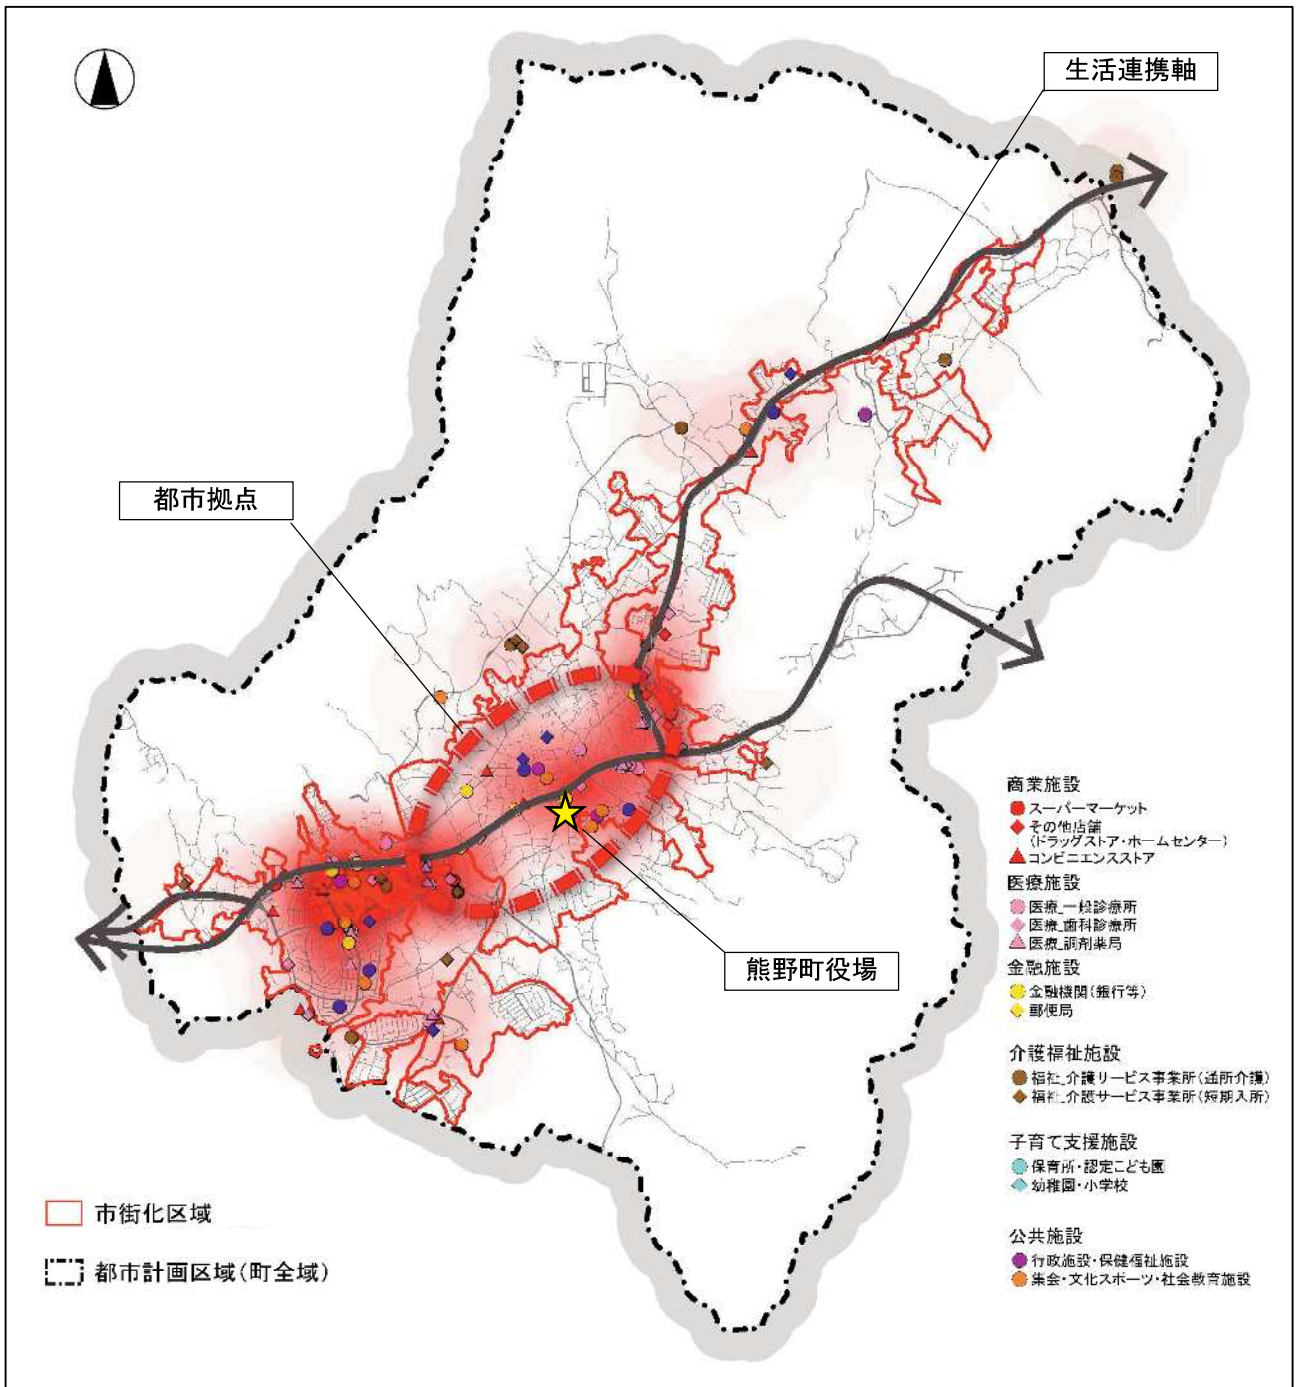 生活連携軸
都市拠点
熊野町役場
商業施設
スーパーマーケット
その他店舗
(ドラッグストア・ホームセンター)
コンビニエンスストア
医療施設
医療_一般診療所
医療_歯科診療所
医療_調剤薬局
金融施設
金融機関(銀行等)
郵便局
介護福祉施設
福祉_介護サービス事業所(通所介護)
福祉_介護サービス事業所(短期入所)
子育て支援施設
保育所・認定こども園
幼稚園・小学校
公共施設
行政施設・保健福祉施設
集会・文化スポーツ・社会教育施設
市街化区域
都市計画区域(町全域)